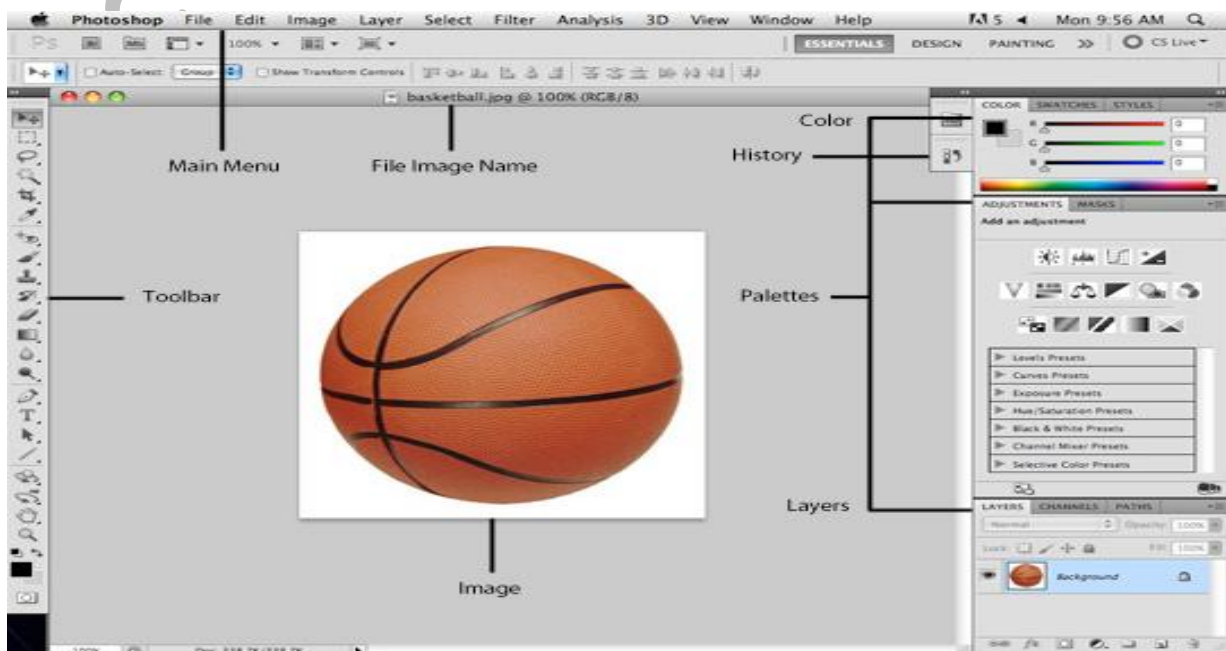 Photoshop File Edit Image Layer Select Filter Analysis 3D View Window Help
5 Mon 9:56 AM
Ps Br Mb 100% ESSENTIALS DESIGN PAINTING CS Live
Auto-Select: Group Show Transform Controls
basketball.jpg @ 100% (RGB/8)
COLOR SWATCHES STYLES
Color
R 0
G 0
B 0
Main Menu
File Image Name
History
ADJUSTMENTS MASKS
Add an adjustment
Toolbar
Palettes
Levels Presets
Curves Presets
Exposure Presets
Hue/Saturation Presets
Black & White Presets
Channel Mixer Presets
Selective Color Presets
Layers
LAYERS CHANNELS PATHS
Normal Opacity: 100%
Lock: Fill: 100%
Background
Image
100%